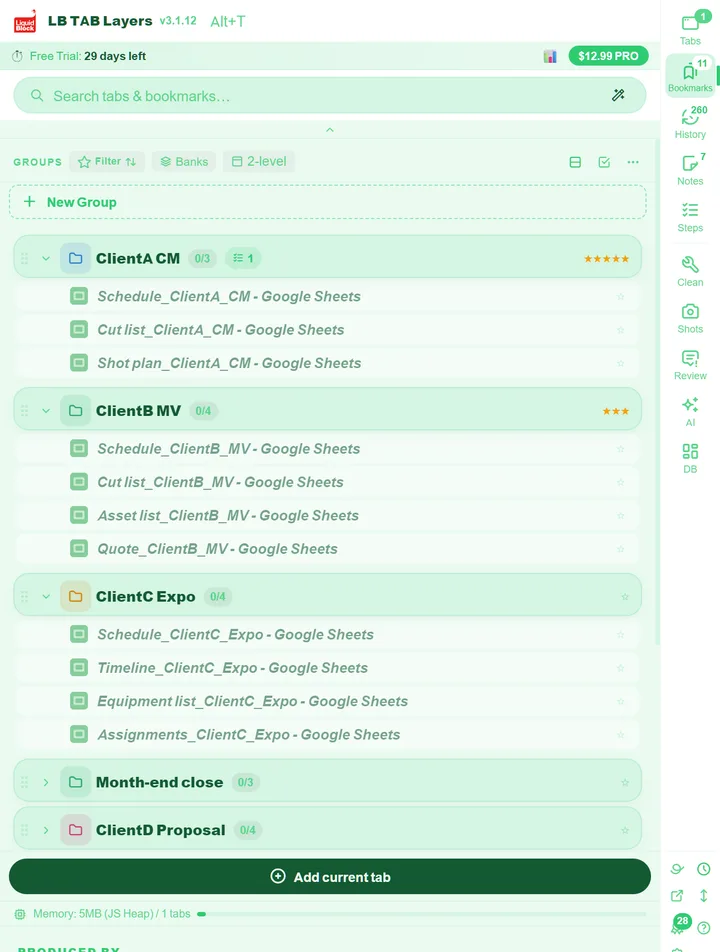 Liquid Block
LB TAB Layers v3.1.12 Alt+T
Free Trial: 29 days left $12.99 PRO
Search tabs & bookmarks…
GROUPS Filter Banks 2-level
New Group
ClientA CM 0/3 1 ★★★★★
Schedule_ClientA_CM - Google Sheets
Cut list_ClientA_CM - Google Sheets
Shot plan_ClientA_CM - Google Sheets
ClientB MV 0/4 ★★★
Schedule_ClientB_MV - Google Sheets
Cut list_ClientB_MV - Google Sheets
Asset list_ClientB_MV - Google Sheets
Quote_ClientB_MV - Google Sheets
ClientC Expo 0/4
Schedule_ClientC_Expo - Google Sheets
Timeline_ClientC_Expo - Google Sheets
Equipment list_ClientC_Expo - Google Sheets
Assignments_ClientC_Expo - Google Sheets
Month-end close 0/3
ClientD Proposal 0/4
Add current tab
Memory: 5MB (JS Heap) / 1 tabs
PRODUCED BY
1
Tabs
11
Bookmarks
260
History
7
Notes
Steps
Clean
Shots
Review
AI
DB
28